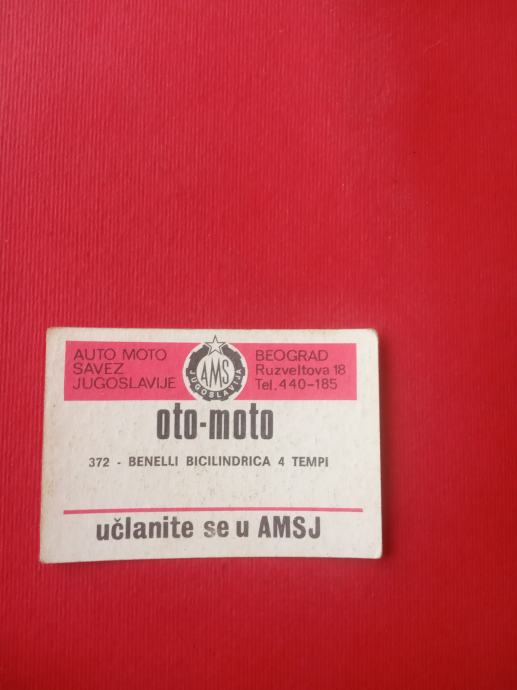 AUTO MOTO
SAVEZ
JUGOSLAVIJE
AMS
JUGOSLAVIJA
BEOGRAD
Ruzveltova 18
Tel. 440-185
oto-moto
372 - BENELLI BICILINDRICA 4 TEMPI
učlanite se u AMSJ